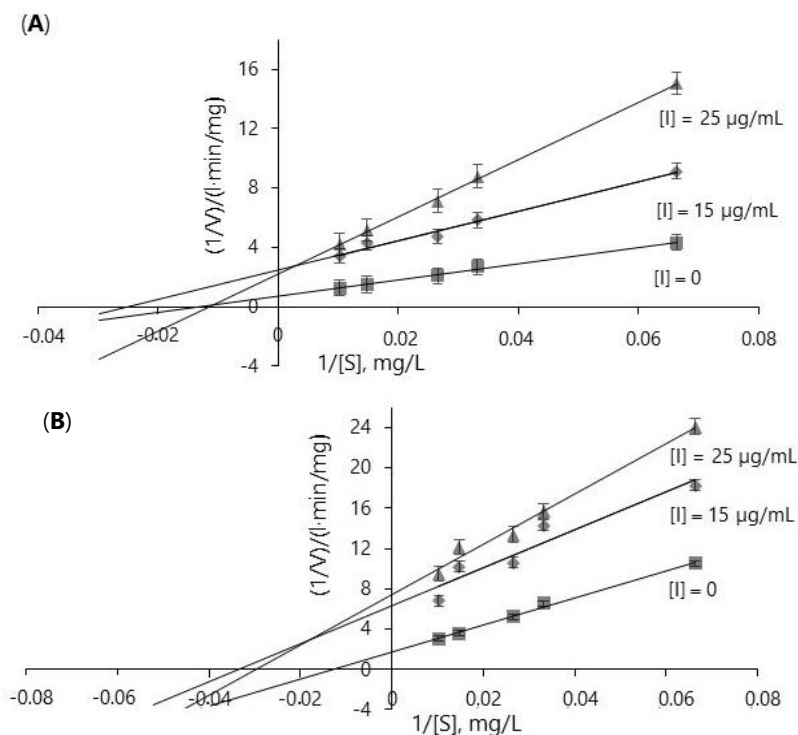 (A)
16
12
8
4
0
-4
(1/V)/(l·min/mg)
[I] = 25 µg/mL
[I] = 15 µg/mL
[I] = 0
-0.04
-0.02
0
0.02
0.04
0.06
0.08
1/[S], mg/L
(B)
24
20
16
12
8
4
0
-4
(1/V)/(l·min/mg)
[I] = 25 µg/mL
[I] = 15 µg/mL
[I] = 0
-0.08
-0.06
-0.04
-0.02
0
0.02
0.04
0.06
0.08
1/[S], mg/L